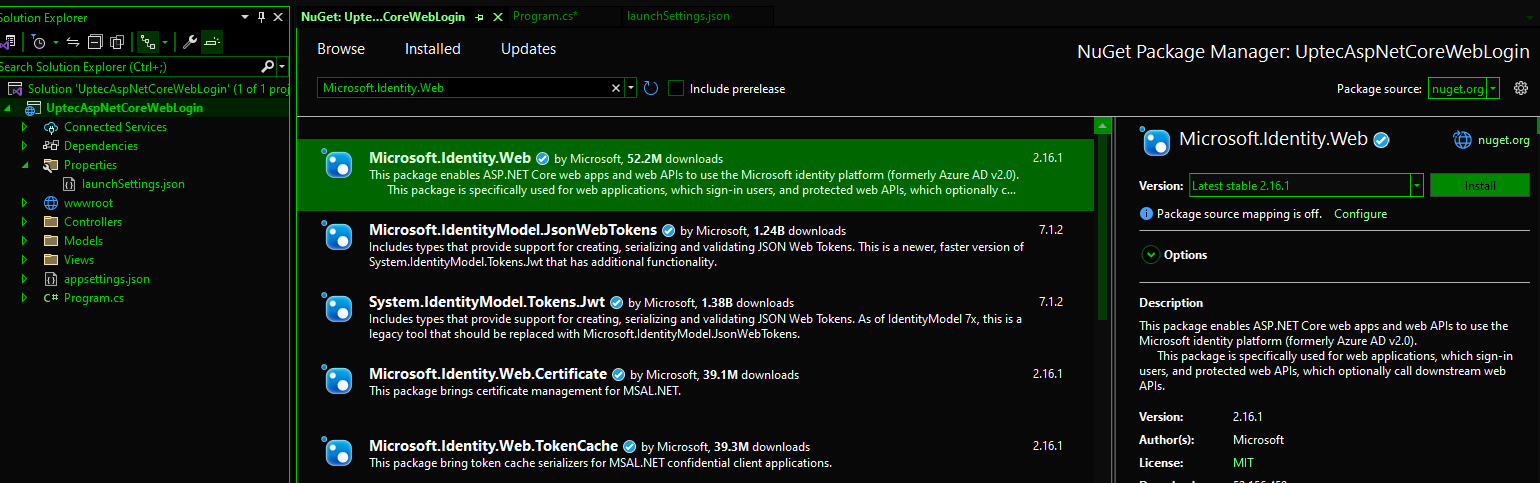 Solution Explorer
Search Solution Explorer (Ctrl+;)
Solution 'UptecAspNetCoreWebLogin' (1 of 1 proj
UptecAspNetCoreWebLogin
Connected Services
Dependencies
Properties
launchSettings.json
wwwroot
Controllers
Models
Views
appsettings.json
C# Program.cs
NuGet: Upte...CoreWebLogin
Program.cs*
launchSettings.json
Browse
Installed
Updates
NuGet Package Manager: UptecAspNetCoreWebLogin
Microsoft.Identity.Web
Include prerelease
Package source: nuget.org
Microsoft.Identity.Web by Microsoft, 52.2M downloads
2.16.1
This package enables ASP.NET Core web apps and web APIs to use the Microsoft identity platform (formerly Azure AD v2.0).
This package is specifically used for web applications, which sign-in users, and protected web APIs, which optionally c...
Microsoft.IdentityModel.JsonWebTokens by Microsoft, 1.24B downloads
7.1.2
Includes types that provide support for creating, serializing and validating JSON Web Tokens. This is a newer, faster version of
System.IdentityModel.Tokens.Jwt that has additional functionality.
System.IdentityModel.Tokens.Jwt by Microsoft, 1.38B downloads
7.1.2
Includes types that provide support for creating, serializing and validating JSON Web Tokens. As of IdentityModel 7x, this is a
legacy tool that should be replaced with Microsoft.IdentityModel.JsonWebTokens.
Microsoft.Identity.Web.Certificate by Microsoft, 39.1M downloads
2.16.1
This package brings certificate management for MSAL.NET.
Microsoft.Identity.Web.TokenCache by Microsoft, 39.3M downloads
2.16.1
This package bring token cache serializers for MSAL.NET confidential client applications.
Microsoft.Identity.Web
nuget.org
Version: Latest stable 2.16.1
Install
Package source mapping is off. Configure
Options
Description
This package enables ASP.NET Core web apps and web APIs to use the
Microsoft identity platform (formerly Azure AD v2.0).
This package is specifically used for web applications, which sign-in
users, and protected web APIs, which optionally call downstream web
APIs.
Version: 2.16.1
Author(s): Microsoft
License: MIT